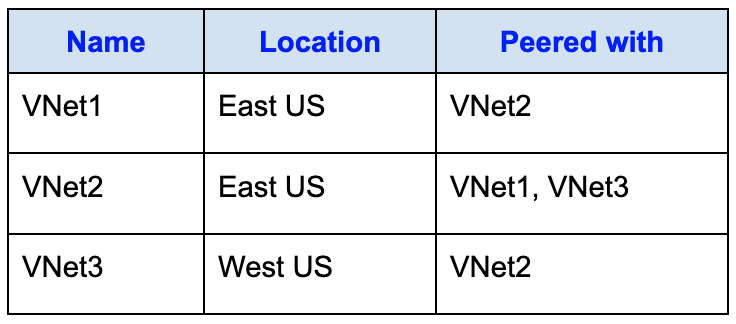 Name Location Peered with
VNet1 East US VNet2
VNet2 East US VNet1, VNet3
VNet3 West US VNet2